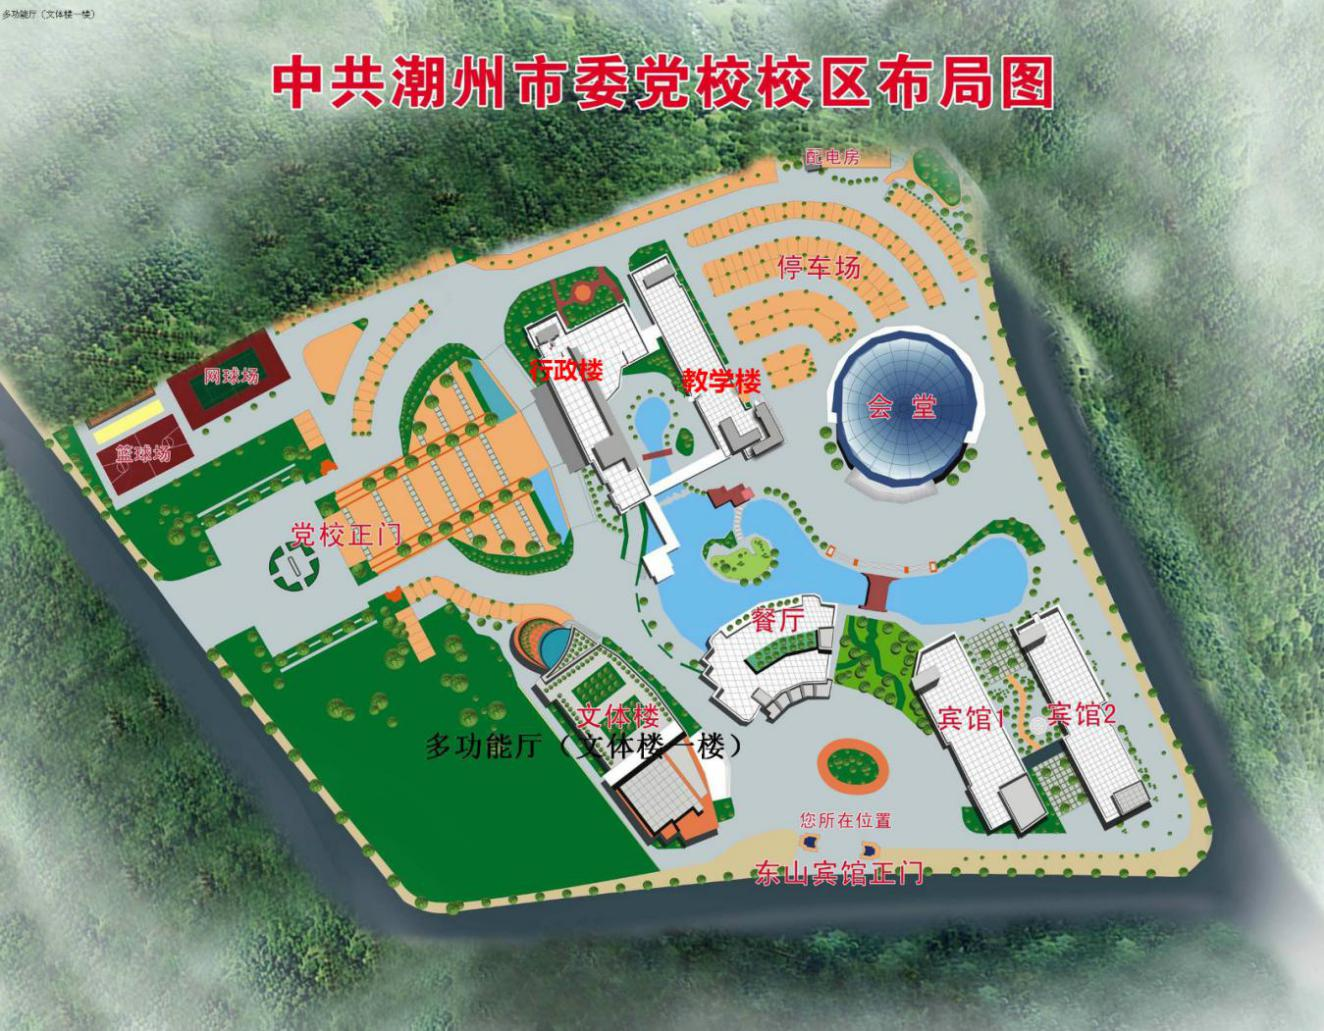 多功能厅（文体楼一楼）
中共潮州市委党校校区布局图
配电房
停车场
网球场
行政楼
教学楼
会堂
篮球场
党校正门
餐厅
文体楼
宾馆1
宾馆2
多功能厅（文体楼一楼）
您所在位置
东山宾馆正门